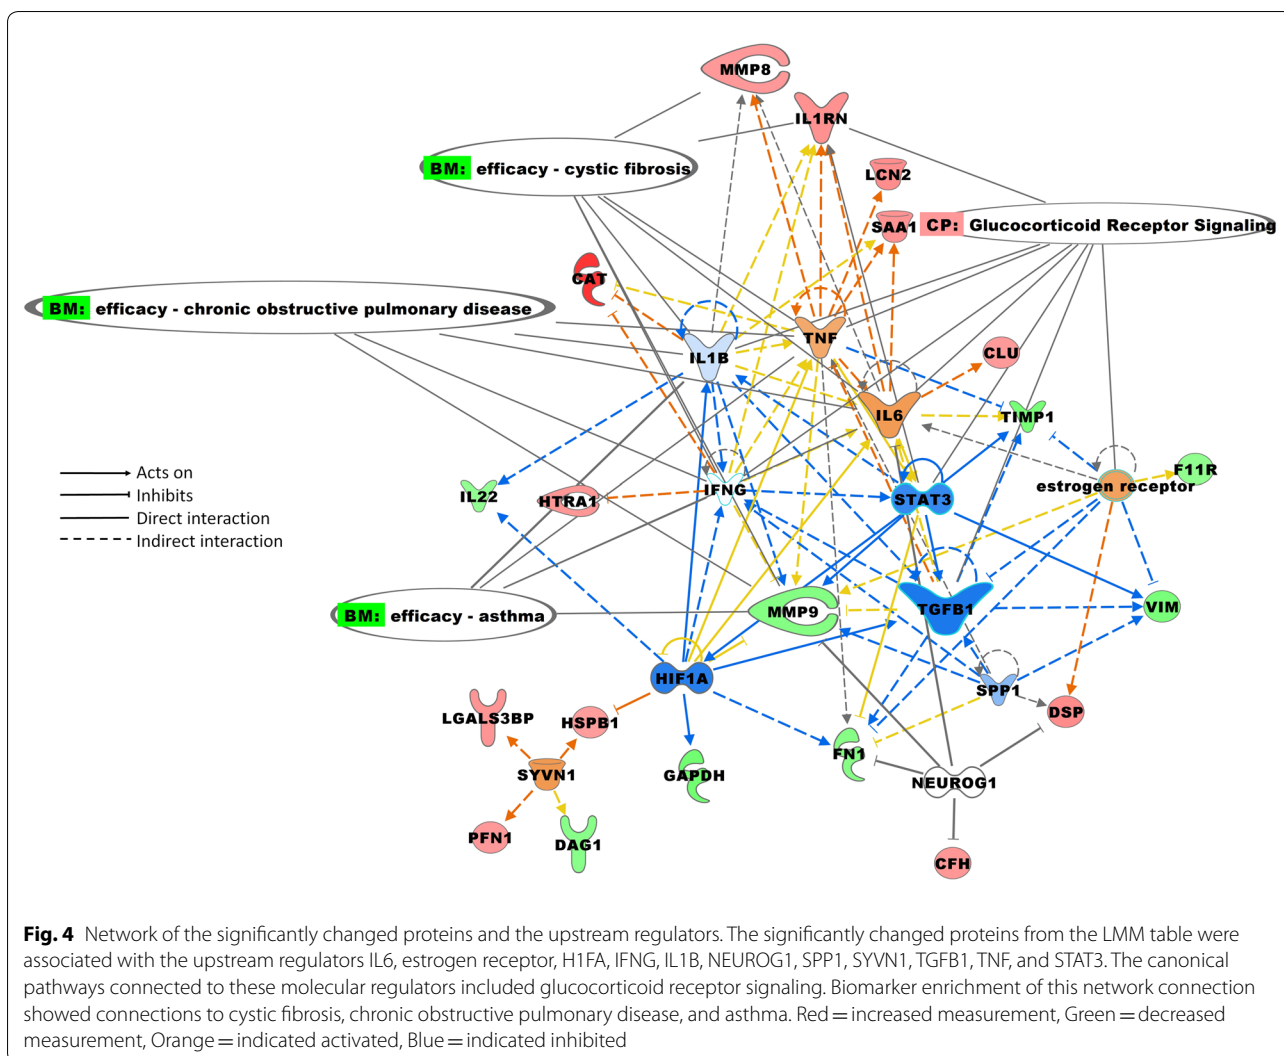 MMP8
IL1RN
BM: efficacy - cystic fibrosis
LCN2
SAA1
CP: Glucocorticoid Receptor Signaling
CAT
BM: efficacy - chronic obstructive pulmonary disease
TNF
IL1B
CLU
IL6
TIMP1
Acts on
Inhibits
Direct interaction
Indirect interaction
IL22
HTRA1
IFNG
STAT3
estrogen receptor
F11R
BM: efficacy - asthma
MMP9
TGFB1
VIM
HIF1A
SPP1
LGALS3BP
HSPB1
DSP
SYVN1
GAPDH
FN1
NEUROG1
PFN1
DAG1
CFH
Fig. 4 Network of the significantly changed proteins and the upstream regulators. The significantly changed proteins from the LMM table were
associated with the upstream regulators IL6, estrogen receptor, H1FA, IFNG, IL1B, NEUROG1, SPP1, SYVN1, TGFB1, TNF, and STAT3. The canonical
pathways connected to these molecular regulators included glucocorticoid receptor signaling. Biomarker enrichment of this network connection
showed connections to cystic fibrosis, chronic obstructive pulmonary disease, and asthma. Red = increased measurement, Green = decreased
measurement, Orange = indicated activated, Blue = indicated inhibited